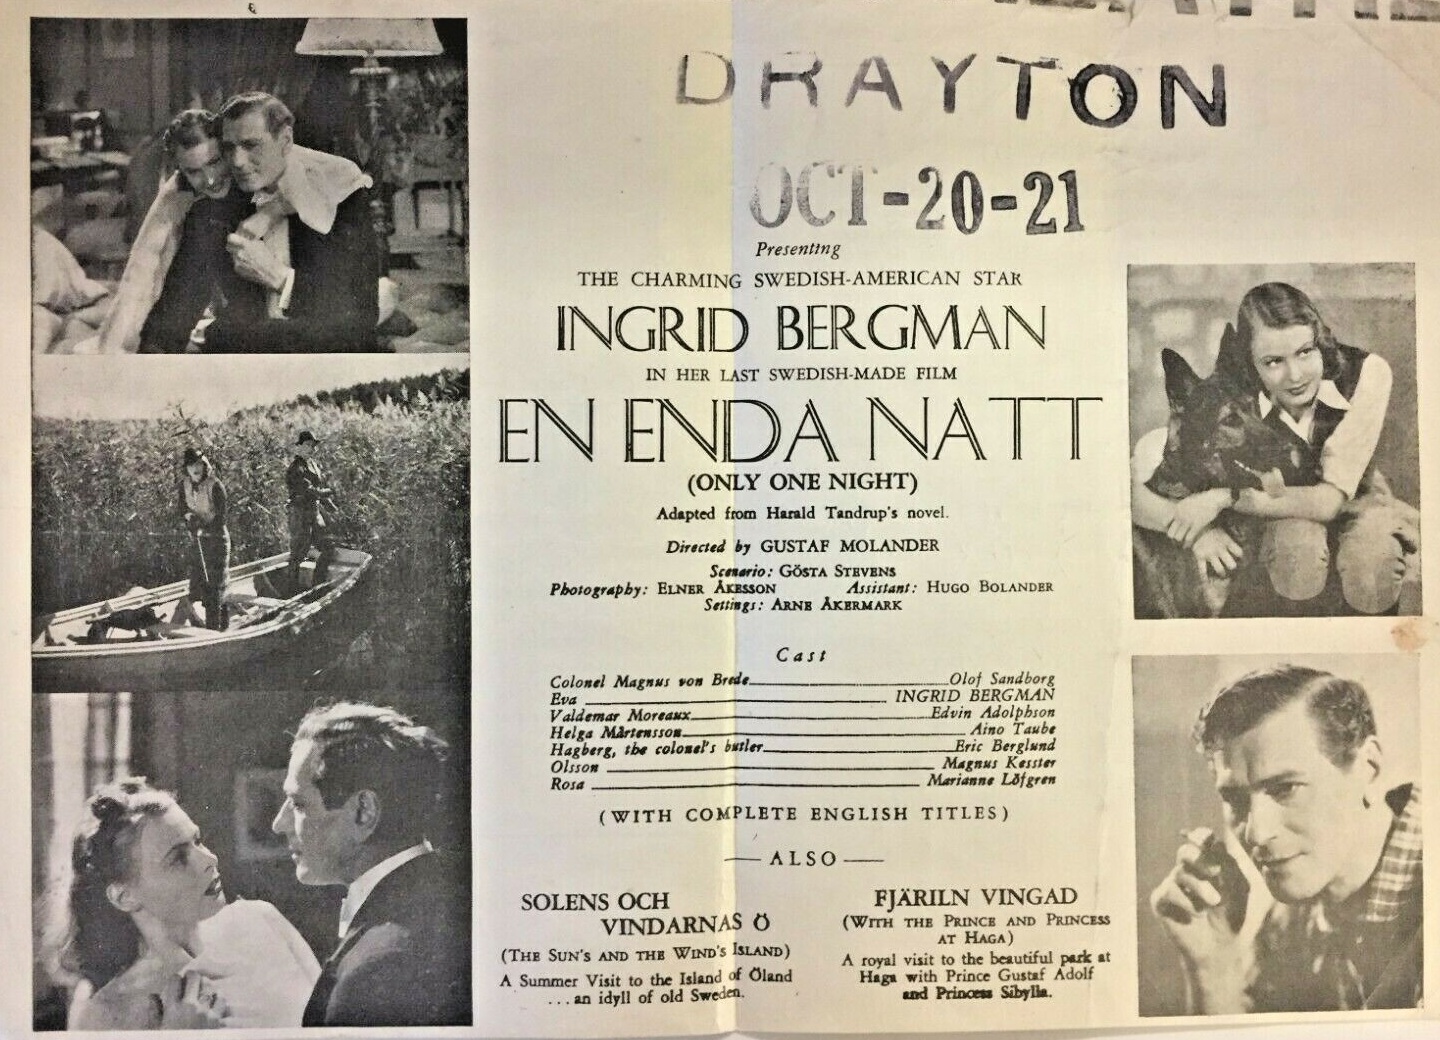 DRAYTON
OCT-20-21
Presenting
THE CHARMING SWEDISH-AMERICAN STAR
INGRID BERGMAN
IN HER LAST SWEDISH-MADE FILM
EN ENDA NATT
(ONLY ONE NIGHT)
Adapted from Harald Tandrup's novel.
Directed by GUSTAF MOLANDER
Scenario: GÖSTA STEVENS
Photography: ELNER ÅKESSON Assistant: HUGO BOLANDER
Settings: ARNE ÅKERMARK
Cast
Colonel Magnus von Brede Olof Sandborg
Eva INGRID BERGMAN
Valdemar Moreaux Edvin Adolphson
Helga Mårtensson Aino Taube
Hagberg, the colonel's butler Eric Berglund
Olsson Magnus Kesster
Rosa Marianne Löfgren
(WITH COMPLETE ENGLISH TITLES)
— ALSO —
SOLENS OCH
VINDARNAS Ö
(THE SUN'S AND THE WIND'S ISLAND)
A Summer Visit to the Island of Öland
...an idyll of old Sweden.
FJÄRILN VINGAD
(WITH THE PRINCE AND PRINCESS
AT HAGA)
A royal visit to the beautiful park at
Haga with Prince Gustaf Adolf
and Princess Sibylla.